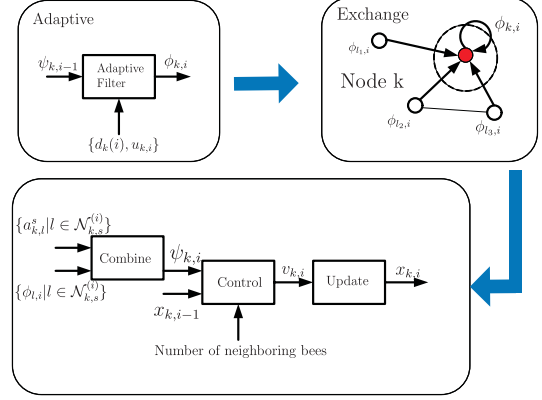 Adaptive
ψ_{k,i−1}
Adaptive
Filter
ϕ_{k,i}
{d_k(i), u_{k,i}}
Exchange
ϕ_{k,i}
ϕ_{l_1,i}
Node k
ϕ_{l_2,i}
ϕ_{l_3,i}
{a^s_{k,l}|l ∈ N^{(i)}_{k,s}}
Combine
ψ_{k,i}
{ϕ_{l,i}|l ∈ N^{(i)}_{k,s}}
x_{k,i−1}
Control
v_{k,i}
Update
x_{k,i}
Number of neighboring bees